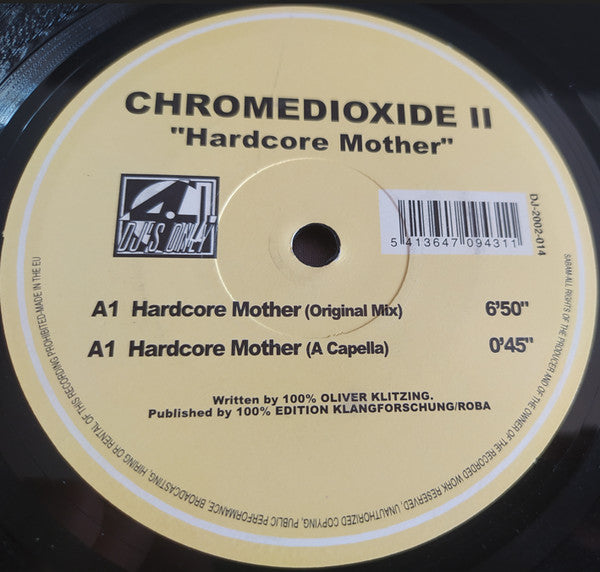 CHROMEDIOXIDE II
"Hardcore Mother"
4
DJ'S ONLY
5 413647 094311
DJ-2002-014
A1 Hardcore Mother (Original Mix) 6'50"
A1 Hardcore Mother (A Capella) 0'45"
Written by 100% OLIVER KLITZING.
Published by 100% EDITION KLANGFORSCHUNG/ROBA
SABAM-ALL RIGHTS OF THE PRODUCER AND OF THE OWNER OF THE RECORDED WORK RESERVED. UNAUTHORIZED COPYING, PUBLIC PERFORMANCE, BROADCASTING, HIRING OR RENTAL OF THIS RECORDING PROHIBITED-MADE IN THE EU